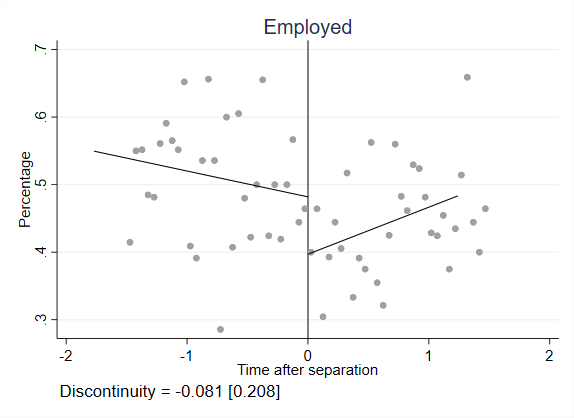 Employed
.7
.6
.5
.4
.3
Percentage
-2 -1 0 1 2
Time after separation
Discontinuity = -0.081 [0.208]